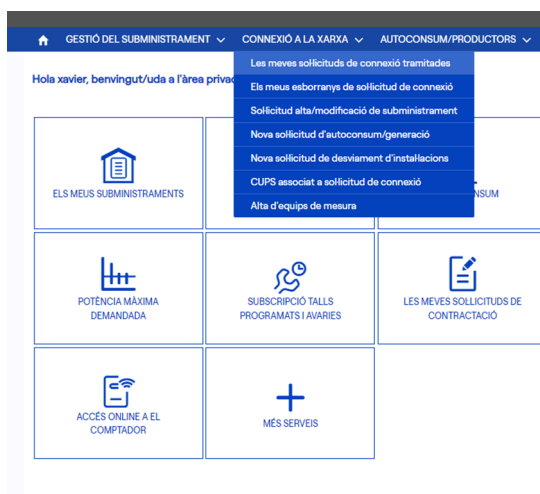 GESTIÓ DEL SUBMINISTRAMENT CONNEXIÓ A LA XARXA AUTOCONSUM/PRODUCTORS
Les meves sol·licituds de connexió tramitades
Hola xavier, benvingut/uda a l'àrea
Els meus esborranys de sol·licitud de connexió
Sol·licitud alta/modificació de subministrament
Nova sol·licitud d'autoconsum/generació
Nova sol·licitud de desviament d'instal·lacions
CUPS associat a sol·licitud de connexió
Alta d'equips de mesura
ELS MEUS SUBMINISTRAMENTS
POTÈNCIA MÀXIMA
DEMANDADA
SUBSCRIPCIÓ TALLS
PROGRAMATS I AVARIES
LES MEVES SOL·LICITUDS DE
CONTRACTACIÓ
ACCÉS ONLINE A EL
COMPTADOR
MÉS SERVEIS